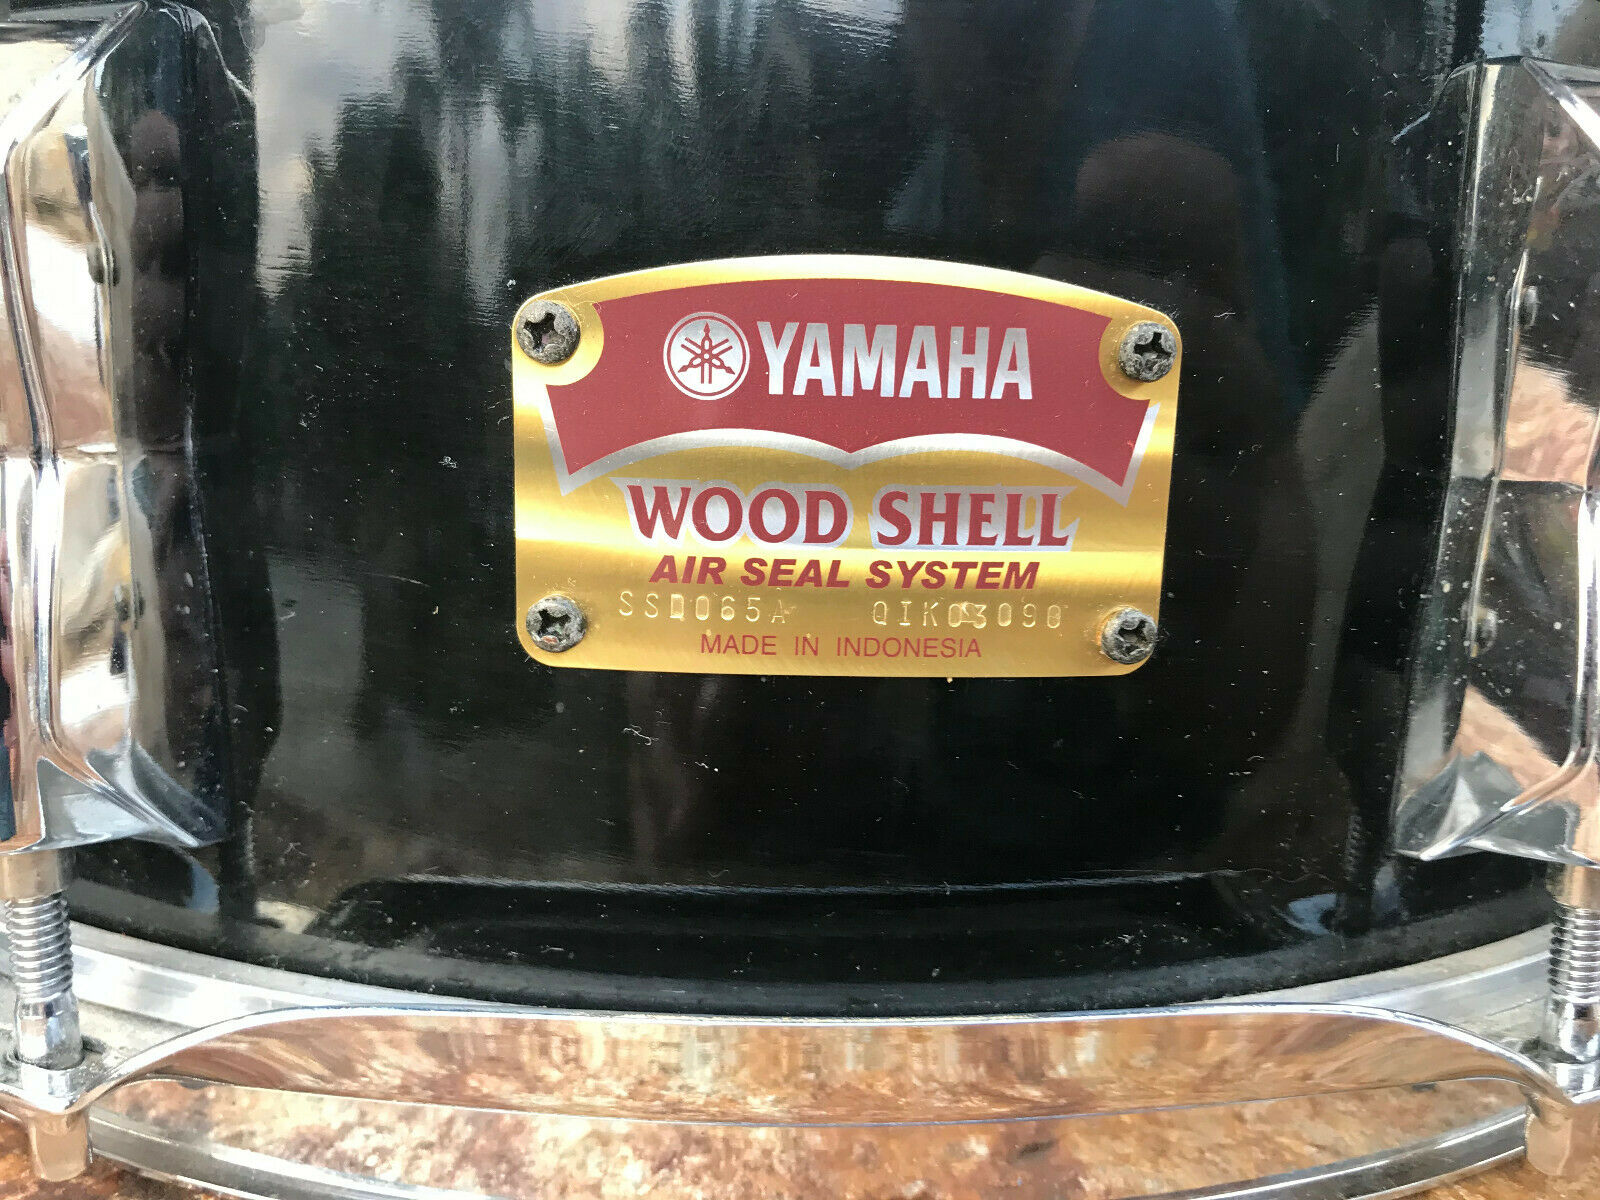 YAMAHA
WOOD SHELL
AIR SEAL SYSTEM
SSD065A QIK03090
MADE IN INDONESIA